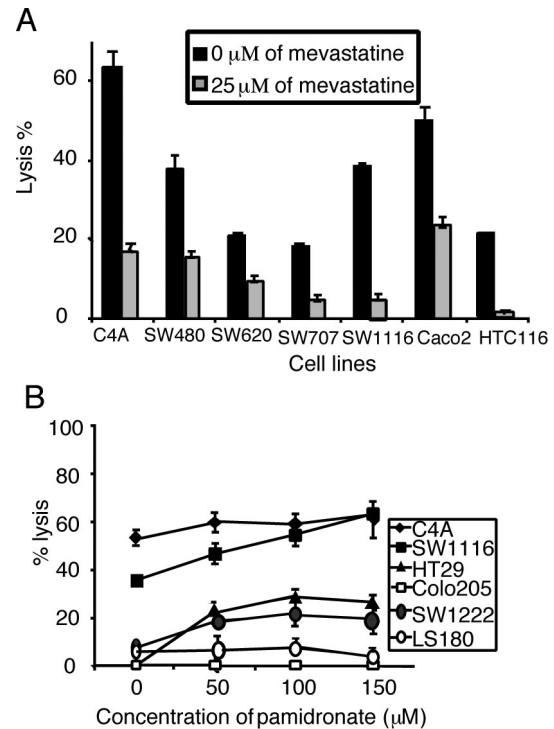 A
0 µM of mevastatine
25 µM of mevastatine
Lysis %
60
40
20
0
C4A SW480 SW620 SW707 SW1116 Caco2 HTC116
Cell lines
B
% lysis
100
80
60
40
20
0
C4A
SW1116
HT29
Colo205
SW1222
LS180
0 50 100 150
Concentration of pamidronate (µM)